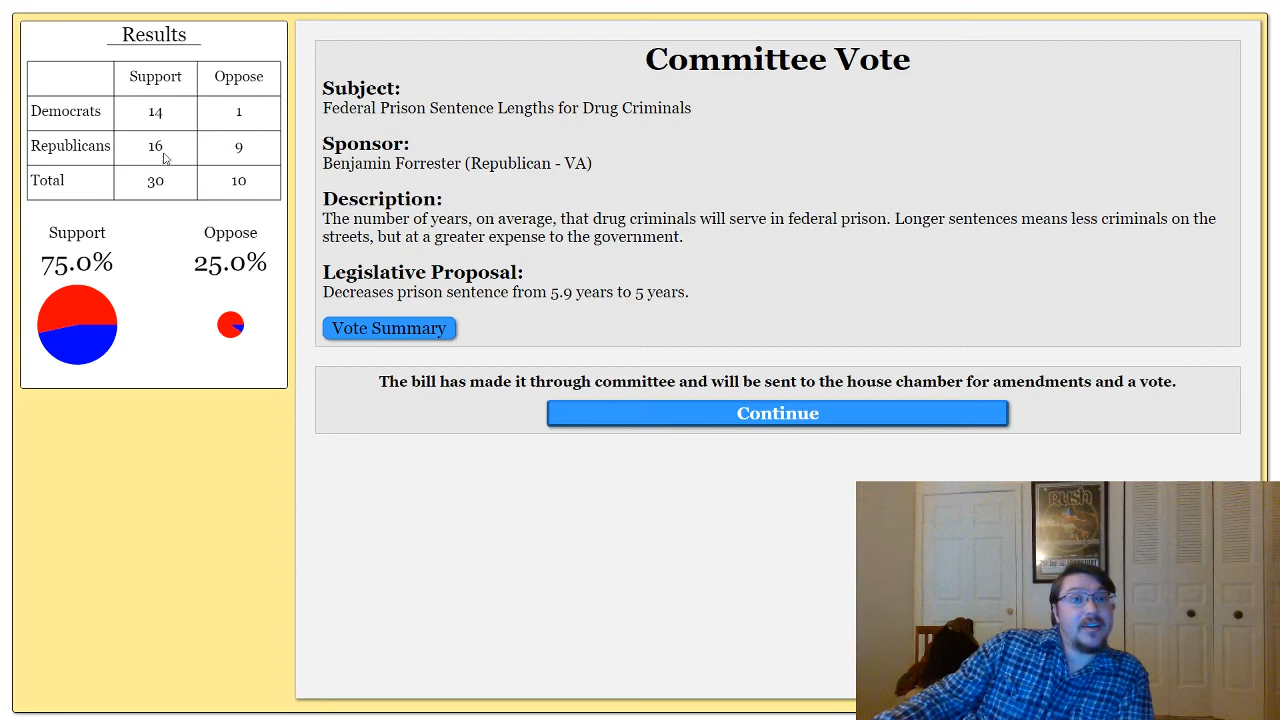 Results
Support Oppose
Democrats 14 1
Republicans 16 9
Total 30 10
Support Oppose
75.0% 25.0%
Committee Vote
Subject:
Federal Prison Sentence Lengths for Drug Criminals
Sponsor:
Benjamin Forrester (Republican - VA)
Description:
The number of years, on average, that drug criminals will serve in federal prison. Longer sentences means less criminals on the
streets, but at a greater expense to the government.
Legislative Proposal:
Decreases prison sentence from 5.9 years to 5 years.
Vote Summary
The bill has made it through committee and will be sent to the house chamber for amendments and a vote.
Continue
RUSH